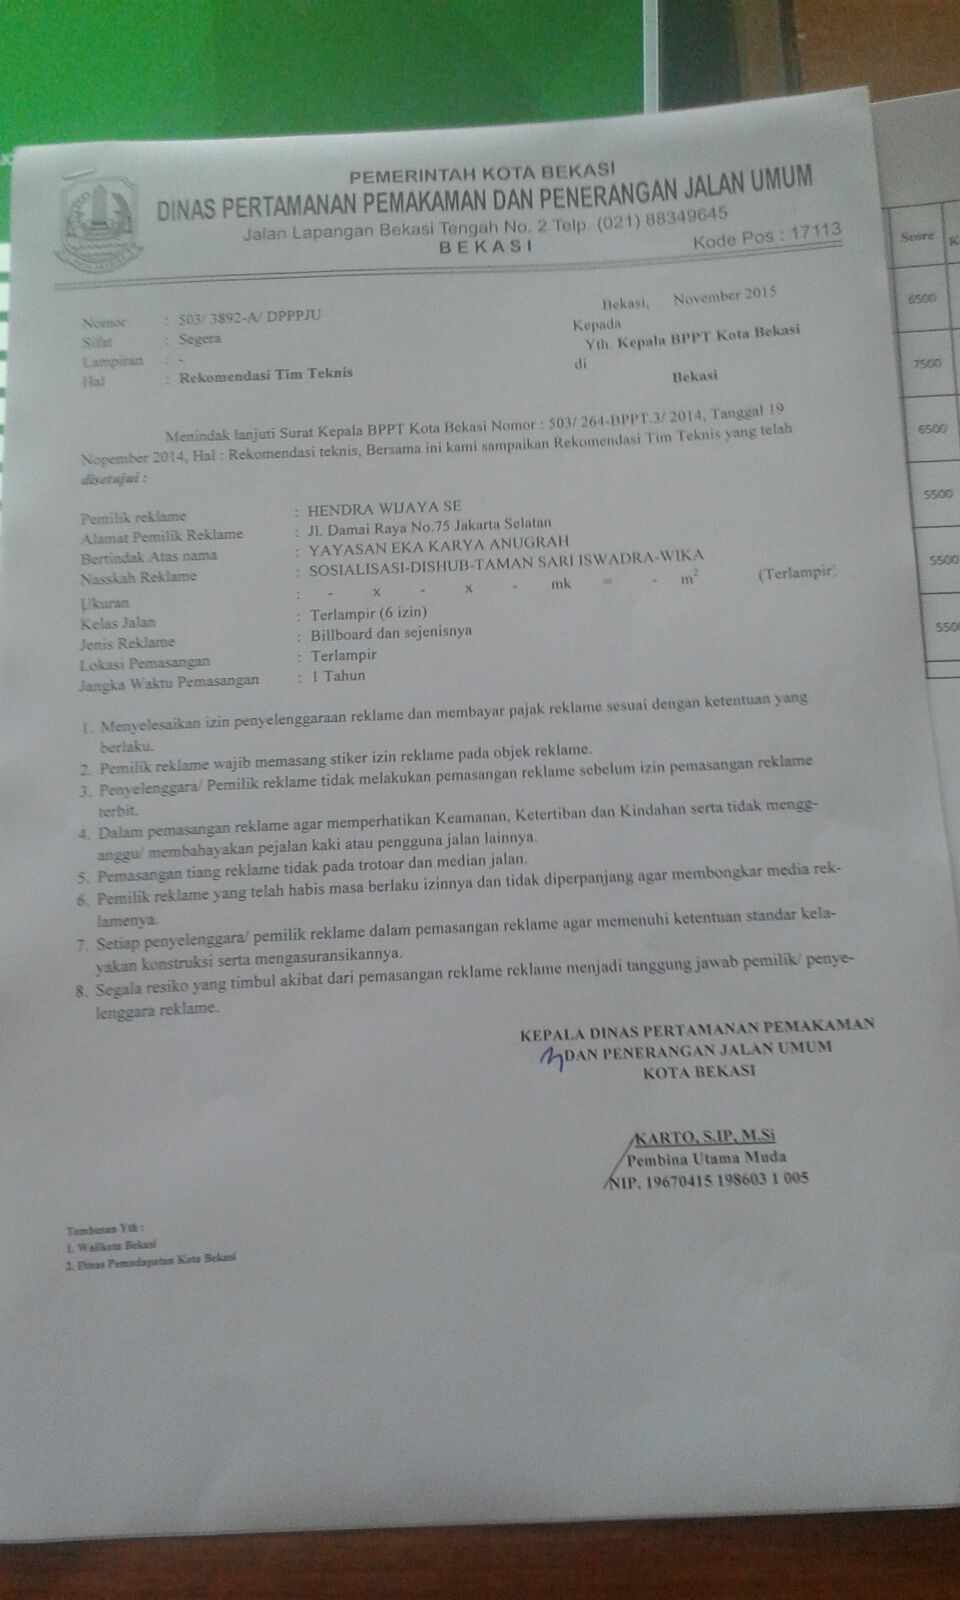 PEMERINTAH KOTA BEKASI
DINAS PERTAMANAN PEMAKAMAN DAN PENERANGAN JALAN UMUM
Jalan Lapangan Bekasi Tengah No. 2 Telp. (021) 88349645
BEKASI
Kode Pos : 17113
Bekasi, November 2015
Nomor : 503/ 3892-A/ DPPPJU
Sifat : Segera
Lampiran : -
Hal : Rekomendasi Tim Teknis
Kepada
Yth. Kepala BPPT Kota Bekasi
di
Bekasi
Menindak lanjuti Surat Kepala BPPT Kota Bekasi Nomor : 503/ 264-BPPT.3/ 2014, Tanggal 19
Nopember 2014, Hal : Rekomendasi teknis, Bersama ini kami sampaikan Rekomendasi Tim Teknis yang telah
disetujui :
Pemilik reklame : HENDRA WIJAYA SE
Alamat Pemilik Reklame : Jl. Damai Raya No.75 Jakarta Selatan
Bertindak Atas nama : YAYASAN EKA KARYA ANUGRAH
Nasskah Reklame : SOSIALISASI-DISHUB-TAMAN SARI ISWADRA-WIKA
Ukuran : - x - x - mk = - m² (Terlampir)
Kelas Jalan : Terlampir (6 izin)
Jenis Reklame : Billboard dan sejenisnya
Lokasi Pemasangan : Terlampir
Jangka Waktu Pemasangan : 1 Tahun
1. Menyelesaikan izin penyelenggaraan reklame dan membayar pajak reklame sesuai dengan ketentuan yang
berlaku.
2. Pemilik reklame wajib memasang stiker izin reklame pada objek reklame.
3. Penyelenggara/ Pemilik reklame tidak melakukan pemasangan reklame sebelum izin pemasangan reklame
terbit.
4. Dalam pemasangan reklame agar memperhatikan Keamanan, Ketertiban dan Kindahan serta tidak mengg-
anggu/ membahayakan pejalan kaki atau pengguna jalan lainnya.
5. Pemasangan tiang reklame tidak pada trotoar dan median jalan.
6. Pemilik reklame yang telah habis masa berlaku izinnya dan tidak diperpanjang agar membongkar media rek-
lamenya.
7. Setiap penyelenggara/ pemilik reklame dalam pemasangan reklame agar memenuhi ketentuan standar kela-
yakan konstruksi serta mengasuransikannya.
8. Segala resiko yang timbul akibat dari pemasangan reklame reklame menjadi tanggung jawab pemilik/ penye-
lenggara reklame.
KEPALA DINAS PERTAMANAN PEMAKAMAN
DAN PENERANGAN JALAN UMUM
KOTA BEKASI
KARTO, S.IP, M.Si
Pembina Utama Muda
NIP. 19670415 198603 1 005
Tembusan Yth :
1. Walikota Bekasi
2. Dinas Pemndapatan Kota Bekasi
Score
6500
7500
6500
5500
5500
550